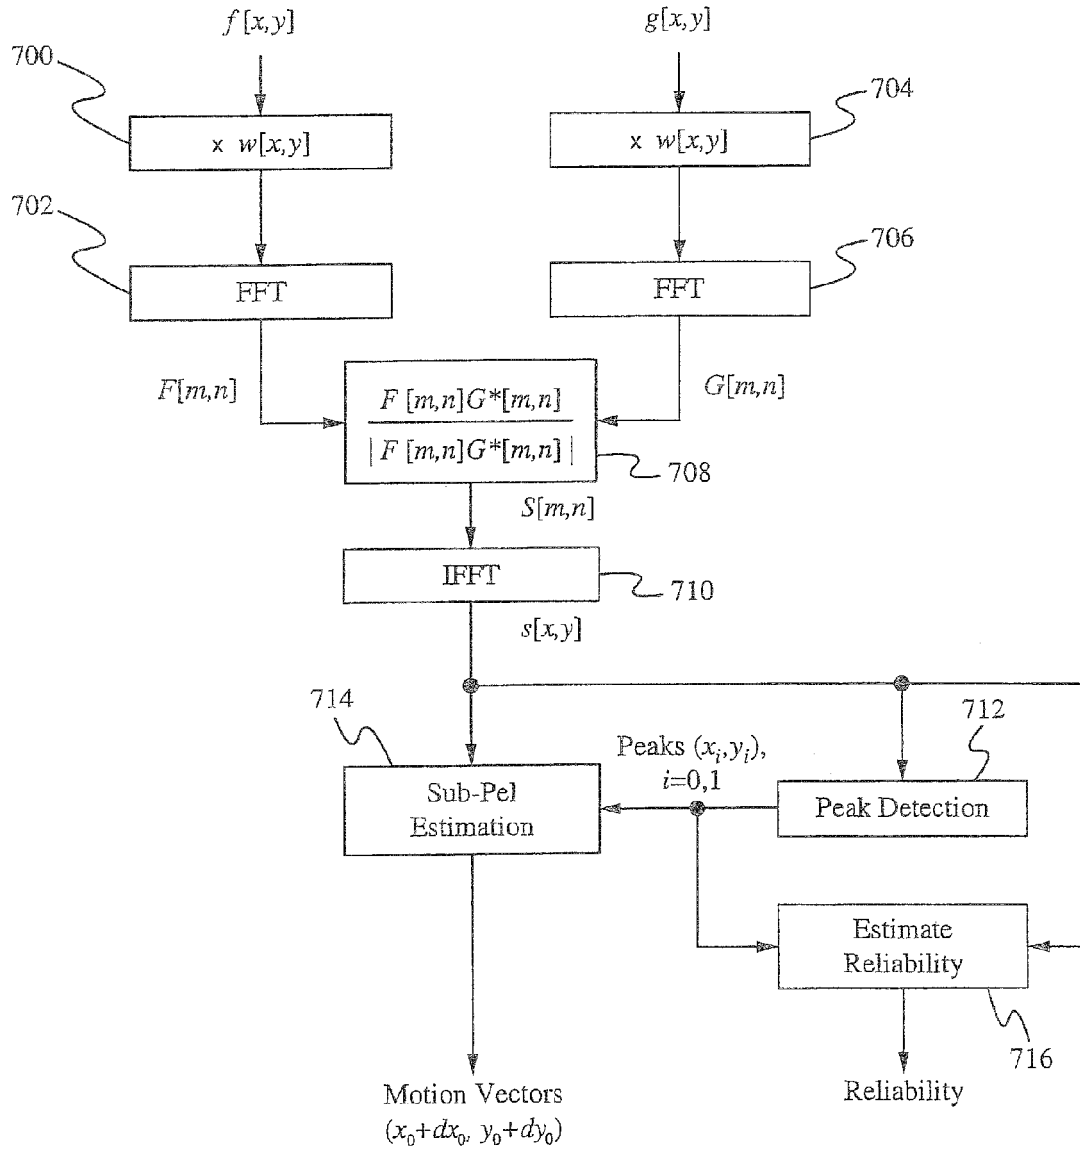 f[x,y]
g[x,y]
700
704
x w[x,y]
x w[x,y]
702
706
FFT
FFT
F[m,n]
G[m,n]
F [m,n]G*[m,n]
| F [m,n]G*[m,n] |
708
S[m,n]
IFFT
710
s[x,y]
714
712
Peaks (xᵢ,yᵢ),
i=0,1
Sub-Pel
Estimation
Peak Detection
Estimate
Reliability
716
Motion Vectors
(x₀+dx₀, y₀+dy₀)
Reliability